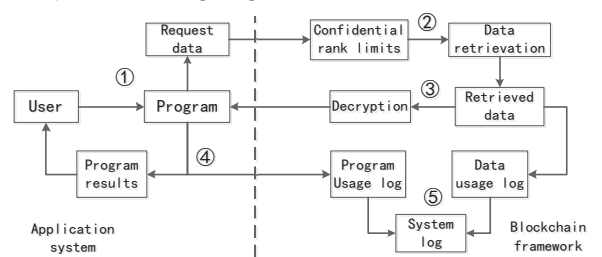 Request
data
Confidential
rank limits
②
Data
retrievation
①
③
User
Program
Decryption
Retrieved
data
④
Program
results
Program
Usage log
Data
usage log
⑤
System
log
Application
system
Blockchain
framework